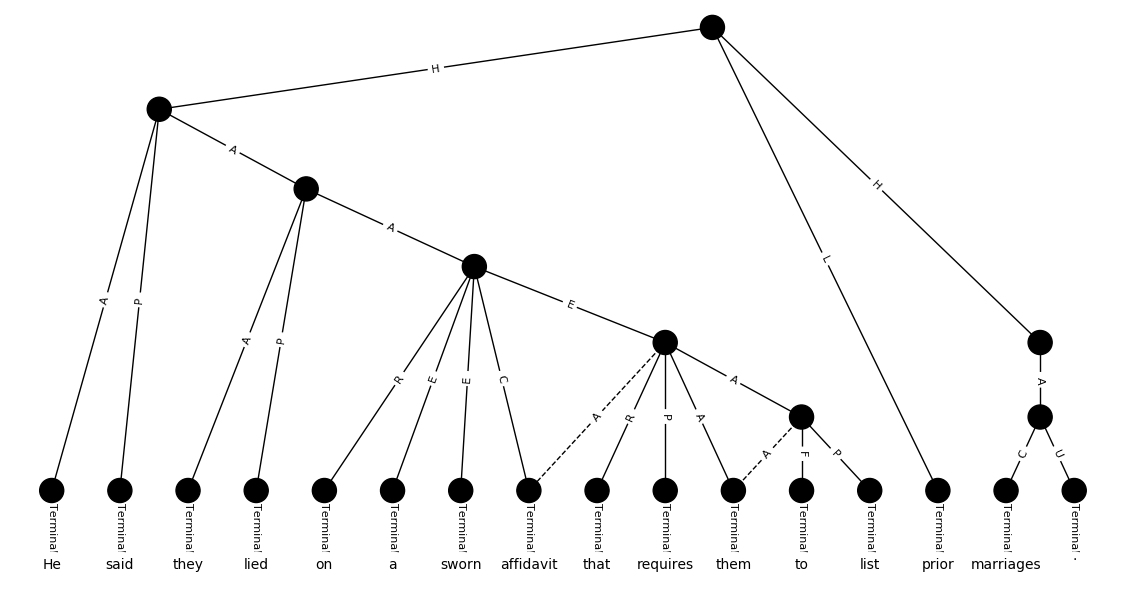 H
A
H
A
L
A P E
A A P R E E C A R P A A A
A F P C U
Terminal Terminal Terminal Terminal Terminal Terminal Terminal Terminal Terminal Terminal Terminal Terminal Terminal Terminal Terminal Terminal
He said they lied on a sworn affidavit that requires them to list prior marriages .